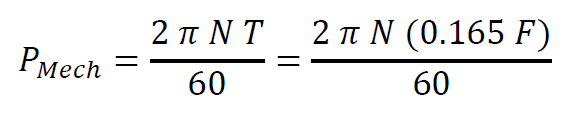 P_Mech = 2 π N T / 60 = 2 π N (0.165 F) / 60